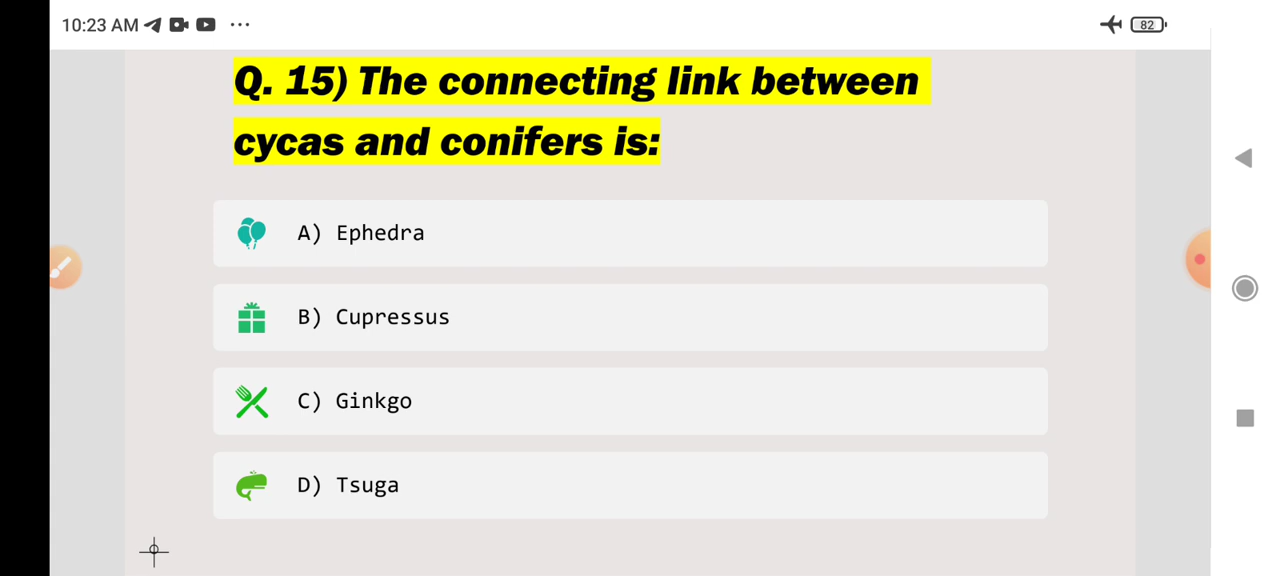 10:23 AM ...
82
Q. 15) The connecting link between
cycas and conifers is:
A) Ephedra
B) Cupressus
C) Ginkgo
D) Tsuga